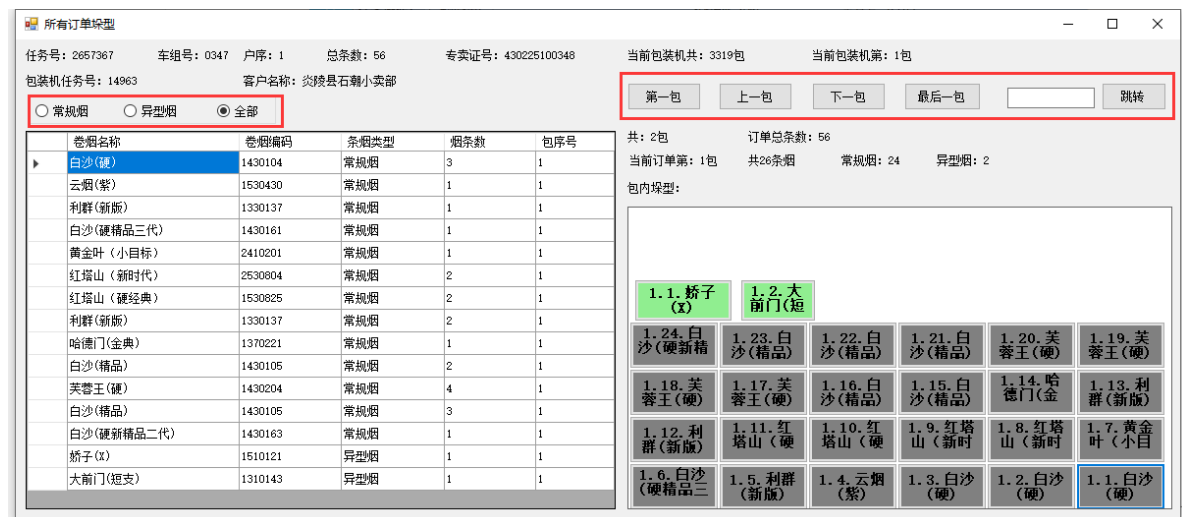 所有订单垛型
任务号: 2657367 车组号: 0347 户序: 1 总条数: 56 专卖证号: 430225100348
包装机任务号: 14963 客户名称: 炎陵县石翱小卖部
常规烟 异型烟 全部
卷烟名称 卷烟编码 条烟类型 烟条数 包序号
白沙(硬) 1430104 常规烟 3 1
云烟(紫) 1530430 常规烟 1 1
利群(新版) 1330137 常规烟 1 1
白沙(硬精品三代) 1430161 常规烟 1 1
黄金叶（小目标） 2410201 常规烟 1 1
红塔山（新时代） 2530804 常规烟 2 1
红塔山（硬经典） 1530825 常规烟 2 1
利群(新版) 1330137 常规烟 2 1
哈德门(金典) 1370221 常规烟 1 1
白沙(精品) 1430105 常规烟 2 1
芙蓉王(硬) 1430204 常规烟 4 1
白沙(精品) 1430105 常规烟 3 1
白沙(硬新精品二代) 1430163 常规烟 1 1
娇子(X) 1510121 异型烟 1 1
大前门(短支) 1310143 异型烟 1 1
当前包装机共: 3319包 当前包装机第: 1包
第一包 上一包 下一包 最后一包 跳转
共: 2包 订单总条数: 56
当前订单第: 1包 共26条烟 常规烟: 24 异型烟: 2
包内垛型:
1.1.娇子 1.2.大
(X) 前门(短
1.24.白 1.23.白 1.22.白 1.21.白 1.20.芙 1.19.芙
沙(硬新精 沙(精品) 沙(精品) 沙(精品) 蓉王(硬) 蓉王(硬)
1.18.芙 1.17.芙 1.16.白 1.15.白 1.14.哈 1.13.利
蓉王(硬) 蓉王(硬) 沙(精品) 沙(精品) 德门(金 群(新版)
1.12.利 1.11.红 1.10.红 1.9.红塔 1.8.红塔 1.7.黄金
群(新版) 塔山（硬 塔山（硬 山（新时 山（新时 叶（小目
1.6.白沙 1.5.利群 1.4.云烟 1.3.白沙 1.2.白沙 1.1.白沙
(硬精品三 (新版) (紫) (硬) (硬) (硬)